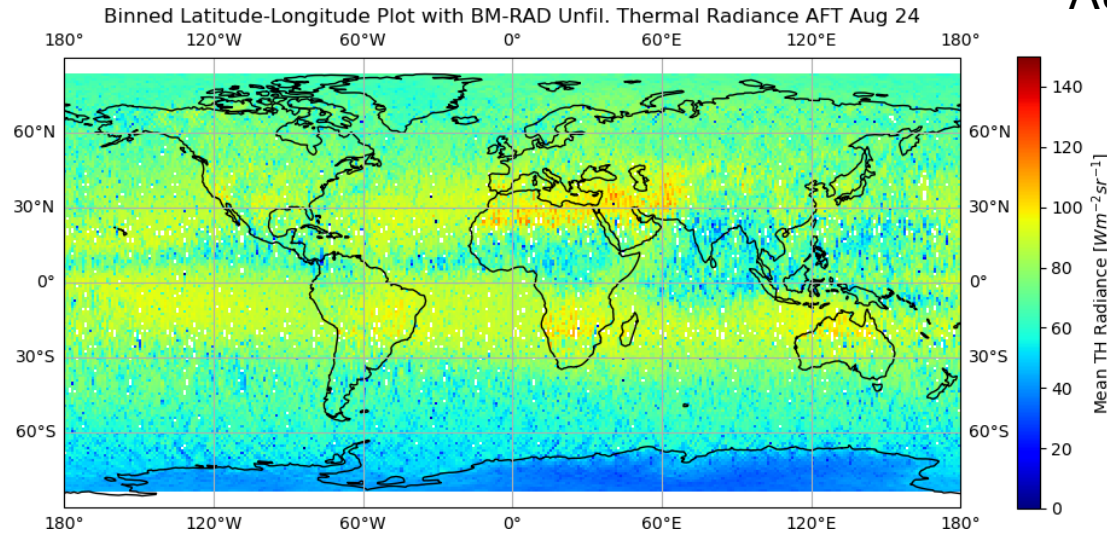 Binned Latitude-Longitude Plot with BM-RAD Unfil. Thermal Radiance AFT Aug 24
180° 120°W 60°W 0° 60°E 120°E 180°
60°N 60°N
30°N 30°N
0° 0°
30°S 30°S
60°S 60°S
180° 120°W 60°W 0° 60°E 120°E 180°
140
120
100
80
60
40
20
0
Mean TH Radiance [Wm⁻²sr⁻¹]